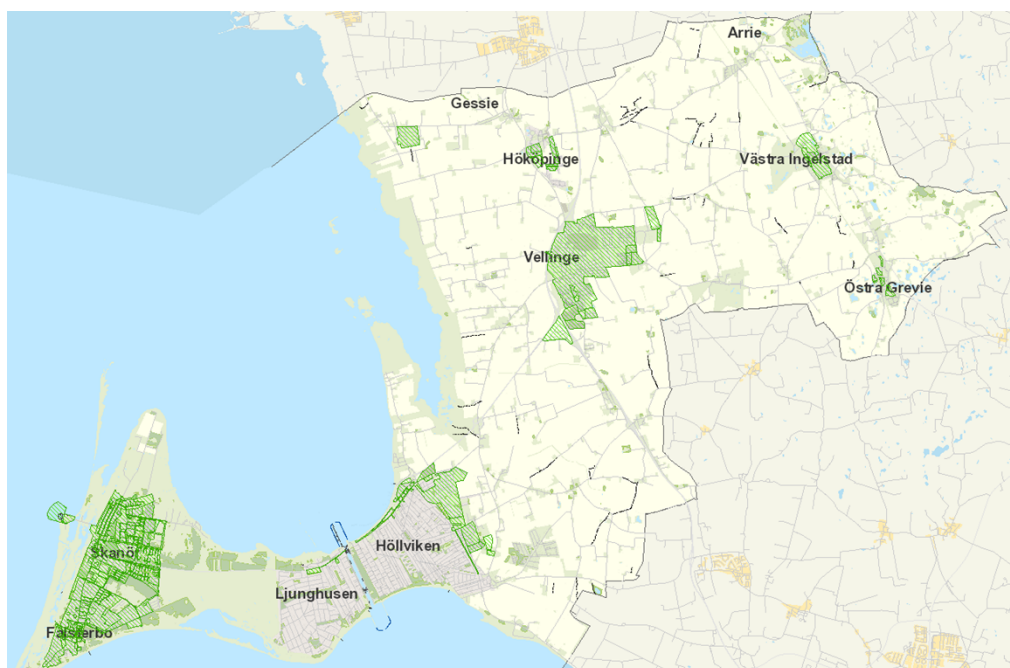 Arrie
Gessie
Hököpinge
Västra Ingelstad
Vellinge
Östra Grevie
Höllviken
Skanör
Ljunghusen
Falsterbo